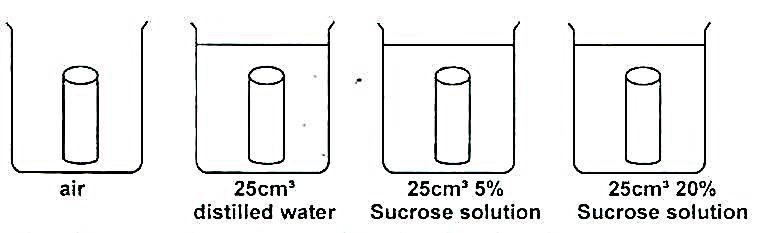 air
25cm³
distilled water
25cm³ 5%
Sucrose solution
25cm³ 20%
Sucrose solution